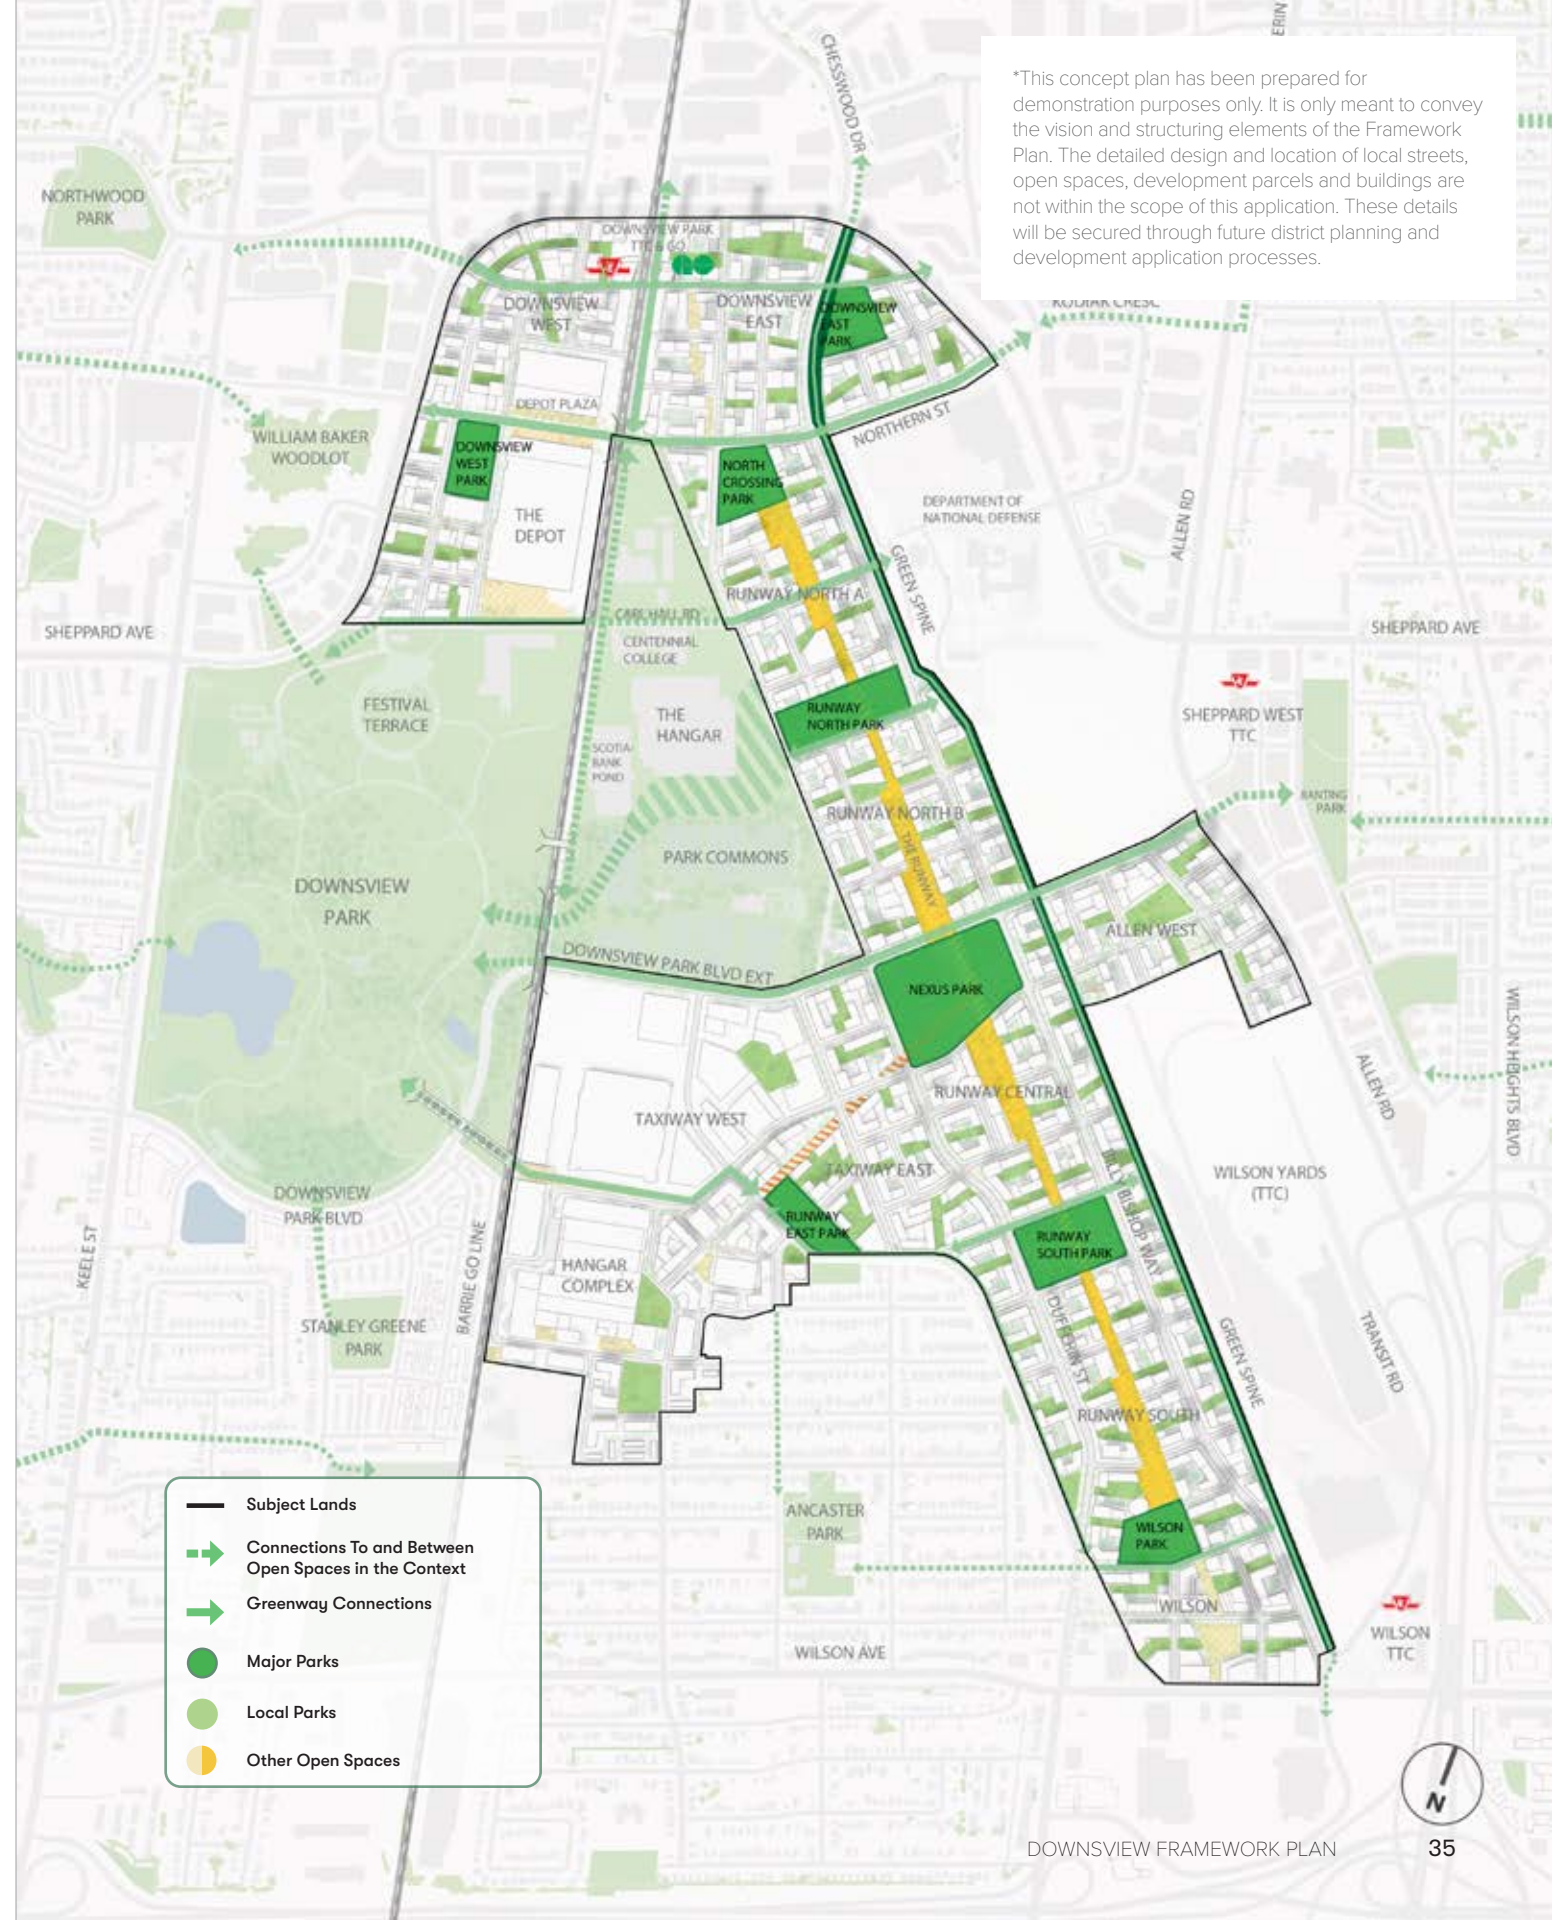 ERIN
CHESSWOOD DR
*This concept plan has been prepared for
demonstration purposes only. It is only meant to convey
the vision and structuring elements of the Framework
Plan. The detailed design and location of local streets,
open spaces, development parcels and buildings are
not within the scope of this application. These details
will be secured through future district planning and
development application processes.
NORTHWOOD
PARK
DOWNSVIEW PARK
TTC & GO
DOWNSVIEW
WEST
DOWNSVIEW
EAST
DOWNSVIEW
EAST
PARK
KODIAK CRESC
DEPOT PLAZA
NORTHERN ST
WILLIAM BAKER
WOODLOT
DOWNSVIEW
WEST
PARK
NORTH
CROSSING
PARK
THE
DEPOT
DEPARTMENT OF
NATIONAL DEFENSE
ALLEN RD
GREEN SPINE
RUNWAY NORTH A
CARL HALL RD
SHEPPARD AVE
SHEPPARD AVE
CENTENNIAL
COLLEGE
FESTIVAL
TERRACE
THE
HANGAR
RUNWAY
NORTH PARK
SHEPPARD WEST
TTC
SCOTIA
BANK
POND
BANTING
PARK
RUNWAY NORTH B
THE RUNWAY
PARK COMMONS
DOWNSVIEW
PARK
ALLEN WEST
DOWNSVIEW PARK BLVD EXT
NEXUS PARK
WILSON HEIGHTS BLVD
ALLEN RD
RUNWAY CENTRAL
TAXIWAY WEST
TAXIWAY EAST
BILLY BISHOP WAY
WILSON YARDS
(TTC)
DOWNSVIEW
PARK BLVD
KEELE ST
BARRIE GO LINE
RUNWAY
EAST PARK
RUNWAY
SOUTH PARK
HANGAR
COMPLEX
STANLEY GREENE
PARK
DUFFERIN ST
GREEN SPINE
TRANSIT RD
RUNWAY SOUTH
ANCASTER
PARK
WILSON
PARK
WILSON
WILSON
TTC
WILSON AVE
Subject Lands
Connections To and Between
Open Spaces in the Context
Greenway Connections
Major Parks
Local Parks
Other Open Spaces
N
DOWNSVIEW FRAMEWORK PLAN
35